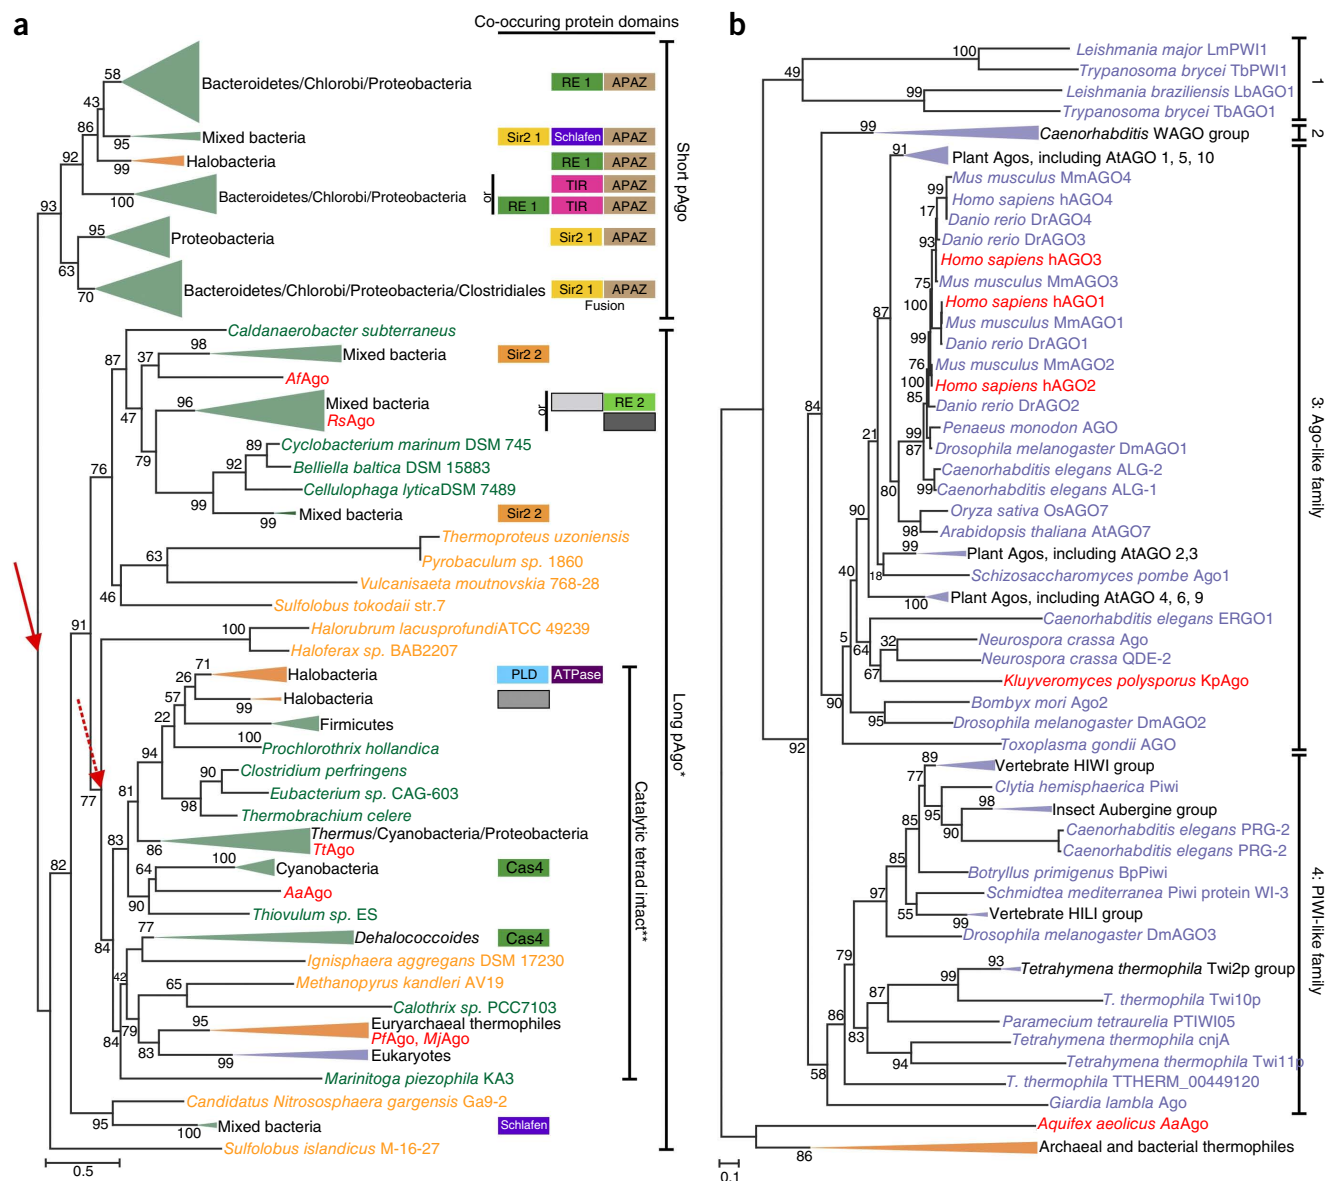 a
Co-occuring protein domains
58
Bacteroidetes/Chlorobi/Proteobacteria
RE 1
APAZ
43
86
95
Mixed bacteria
Sir2 1
Schlafen
APAZ
92
99
Halobacteria
RE 1
APAZ
100
Bacteroidetes/Chlorobi/Proteobacteria
or
TIR
APAZ
RE 1
TIR
APAZ
93
95
Proteobacteria
Sir2 1
APAZ
63
70
Bacteroidetes/Chlorobi/Proteobacteria/Clostridiales
Sir2 1
APAZ
Fusion
Short pAgo
Caldanaerobacter subterraneus
87
37
98
Mixed bacteria
Sir2 2
AfAgo
47
96
Mixed bacteria
RsAgo
or
RE 2
79
89
Cyclobacterium marinum DSM 745
92
Belliella baltica DSM 15883
Cellulophaga lyticaDSM 7489
99
99
Mixed bacteria
Sir2 2
76
Thermoproteus uzoniensis
63
Pyrobaculum sp. 1860
Vulcanisaeta moutnovskia 768-28
46
Sulfolobus tokodaii str.7
91
100
Halorubrum lacusprofundiATCC 49239
Haloferax sp. BAB2207
71
Halobacteria
PLD
ATPase
26
99
Halobacteria
57
Firmicutes
22
100
Prochlorothrix hollandica
94
90
Clostridium perfringens
Eubacterium sp. CAG-603
98
Thermobrachium celere
77
81
83
86
Thermus/Cyanobacteria/Proteobacteria
TtAgo
64
100
Cyanobacteria
Cas4
AaAgo
90
Thiovulum sp. ES
82
84
77
Dehalococcoides
Cas4
Ignisphaera aggregans DSM 17230
42
65
Methanopyrus kandleri AV19
Calothrix sp. PCC7103
79
95
Euryarchaeal thermophiles
PfAgo, MjAgo
84
83
99
Eukaryotes
Marinitoga piezophila KA3
Candidatus Nitrososphaera gargensis Ga9-2
95
100
Mixed bacteria
Schlafen
Sulfolobus islandicus M-16-27
0.5
Long pAgo*
Catalytic tetrad intact**
b
100
Leishmania major LmPWI1
49
Trypanosoma brycei TbPWI1
99
Leishmania braziliensis LbAGO1
Trypanosoma brycei TbAGO1
1
99
Caenorhabditis WAGO group
2
91
Plant Agos, including AtAGO 1, 5, 10
Mus musculus MmAGO4
99
Homo sapiens hAGO4
17
Danio rerio DrAGO4
93
Danio rerio DrAGO3
Homo sapiens hAGO3
75
Mus musculus MmAGO3
100
Homo sapiens hAGO1
87
Mus musculus MmAGO1
99
Danio rerio DrAGO1
76
Mus musculus MmAGO2
100
Homo sapiens hAGO2
85
Danio rerio DrAGO2
84
99
Penaeus monodon AGO
21
87
Drosophila melanogaster DmAGO1
Caenorhabditis elegans ALG-2
80
99
Caenorhabditis elegans ALG-1
Oryza sativa OsAGO7
90
98
Arabidopsis thaliana AtAGO7
99
Plant Agos, including AtAGO 2,3
40
18
Schizosaccharomyces pombe Ago1
100
Plant Agos, including AtAGO 4, 6, 9
Caenorhabditis elegans ERGO1
5
32
Neurospora crassa Ago
64
Neurospora crassa QDE-2
67
Kluyveromyces polysporus KpAgo
90
Bombyx mori Ago2
95
Drosophila melanogaster DmAGO2
92
Toxoplasma gondii AGO
3: Ago-like family
89
Vertebrate HIWI group
77
Clytia hemisphaerica Piwi
98
Insect Aubergine group
95
85
90
Caenorhabditis elegans PRG-2
Caenorhabditis elegans PRG-2
85
Botryllus primigenus BpPiwi
97
Schmidtea mediterranea Piwi protein WI-3
55
99
Vertebrate HILI group
Drosophila melanogaster DmAGO3
79
93
Tetrahymena thermophila Twi2p group
99
87
T. thermophila Twi10p
Paramecium tetraurelia PTIWI05
86
83
Tetrahymena thermophila cnjA
94
Tetrahymena thermophila Twi11p
58
T. thermophila TTHERM_00449120
Giardia lambla Ago
4: PIWI-like family
Aquifex aeolicus AaAgo
86
Archaeal and bacterial thermophiles
0.1